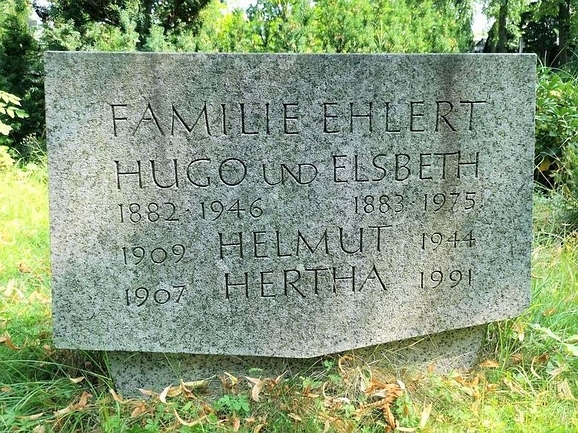 FAMILIE EHLERT
HUGO UND ELSBETH
1882 · 1946 1883 · 1975
1909 HELMUT 1944
1907 HERTHA 1991